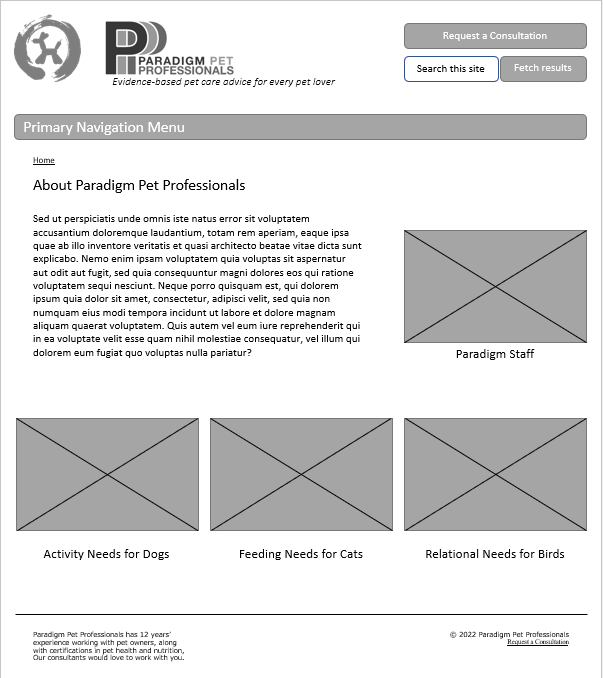 PARADIGM PET
PROFESSIONALS
Evidence-based pet care advice for every pet lover
Request a Consultation
Search this site
Fetch results
Primary Navigation Menu
Home
About Paradigm Pet Professionals
Sed ut perspiciatis unde omnis iste natus error sit voluptatem
accusantium doloremque laudantium, totam rem aperiam, eaque ipsa
quae ab illo inventore veritatis et quasi architecto beatae vitae dicta sunt
explicabo. Nemo enim ipsam voluptatem quia voluptas sit aspernatur
aut odit aut fugit, sed quia consequuntur magni dolores eos qui ratione
voluptatem sequi nesciunt. Neque porro quisquam est, qui dolorem
ipsum quia dolor sit amet, consectetur, adipisci velit, sed quia non
numquam eius modi tempora incidunt ut labore et dolore magnam
aliquam quaerat voluptatem. Quis autem vel eum iure reprehenderit qui
in ea voluptate velit esse quam nihil molestiae consequatur, vel illum qui
dolorem eum fugiat quo voluptas nulla pariatur?
Paradigm Staff
Activity Needs for Dogs
Feeding Needs for Cats
Relational Needs for Birds
Paradigm Pet Professionals has 12 years'
experience working with pet owners, along
with certifications in pet health and nutrition,
Our consultants would love to work with you.
© 2022 Paradigm Pet Professionals
Request a Consultation